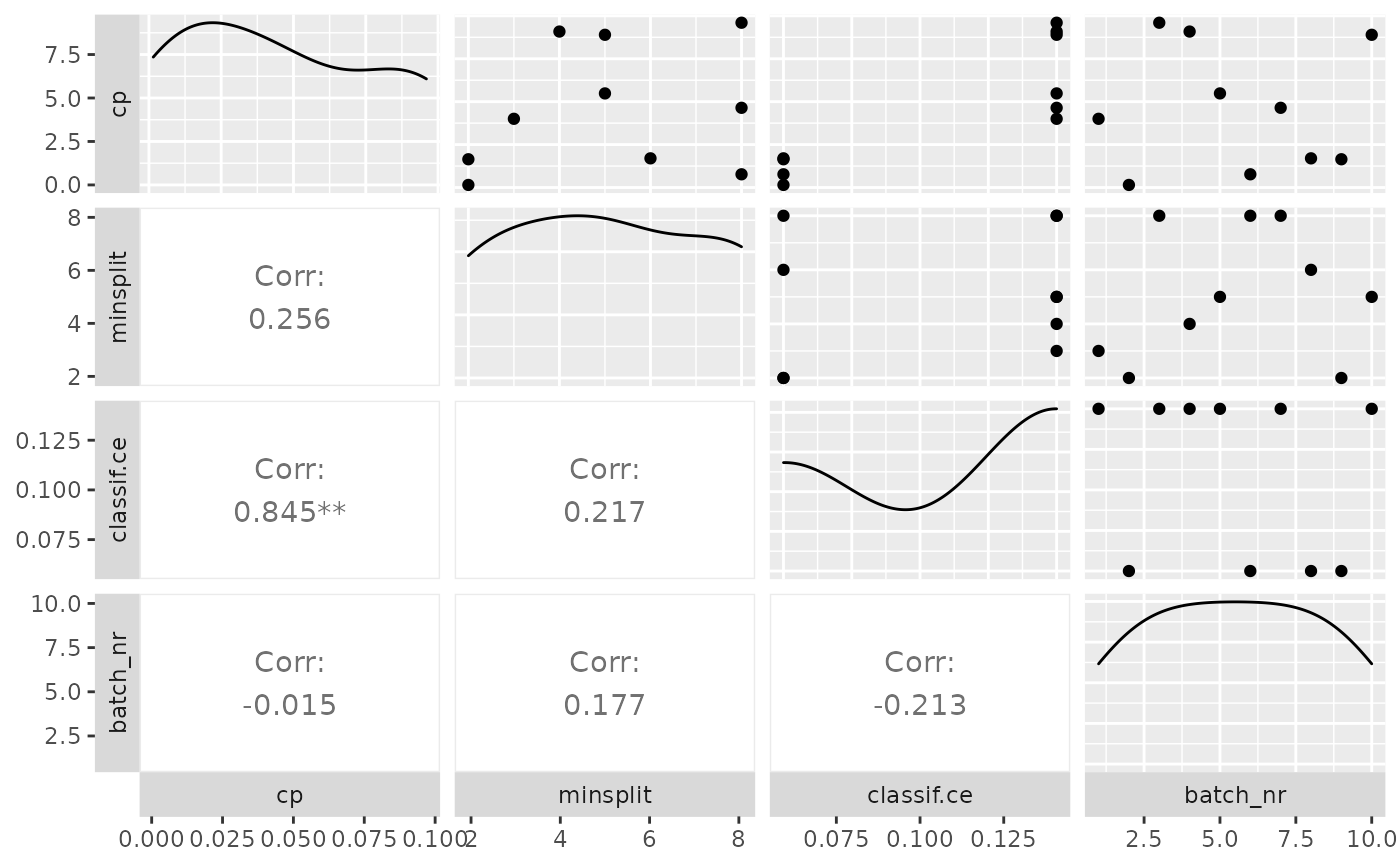 cp
7.5
5.0
2.5
0.0
minsplit
8
6
4
2
Corr:
0.256
classif.ce
0.125
0.100
0.075
Corr:
0.845**
Corr:
0.217
batch_nr
10.0
7.5
5.0
2.5
Corr:
-0.015
Corr:
0.177
Corr:
-0.213
cp minsplit classif.ce batch_nr
0.000 0.025 0.050 0.075 0.100 2 4 6 8 0.075 0.100 0.125 2.5 5.0 7.5 10.0